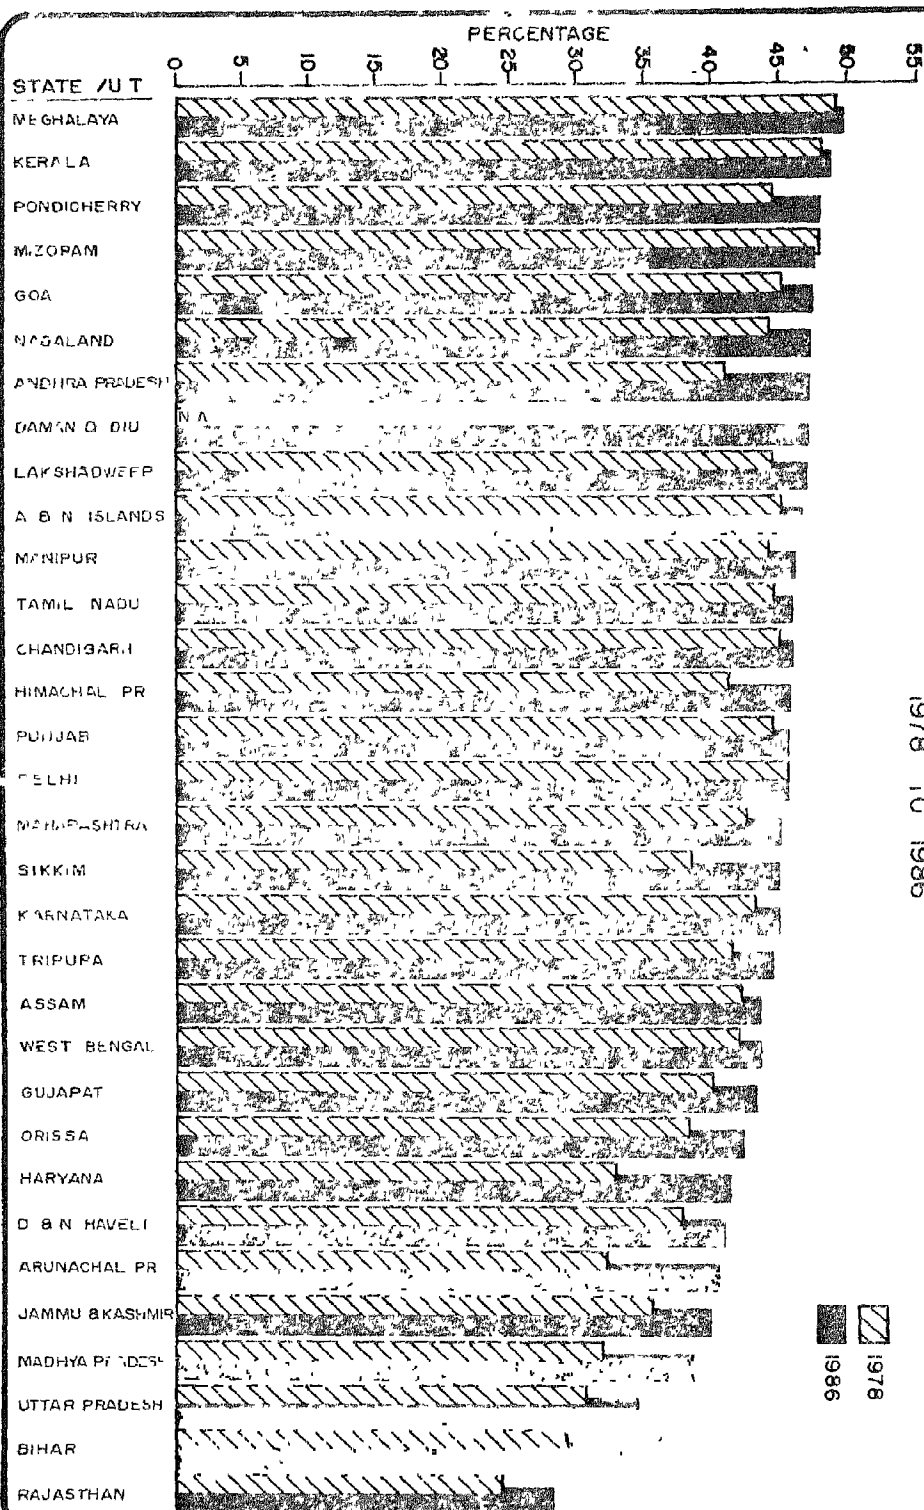 PERCENTAGE
0 5 10 15 20 25 30 35 40 45 50 55
STATE /U T
MEGHALAYA
KERALA
PONDICHERRY
MIZOPAM
GOA
NAGALAND
ANDHRA PRADESH
N A
DAMAN & DIU
LAKSHADWEEP
A & N ISLANDS
MANIPUR
TAMIL NADU
CHANDIGARH
HIMACHAL PR
PUNJAB
DELHI
MAHARASHTRA
SIKKIM
KARNATAKA
TRIPUPA
ASSAM
WEST BENGAL
GUJAPAT
ORISSA
HARYANA
D & N HAVELI
ARUNACHAL PR
JAMMU & KASHMIR
MADHYA PRADESH
UTTAR PRADESH
BIHAR
RAJASTHAN
1978 TO 1986
1978
1986